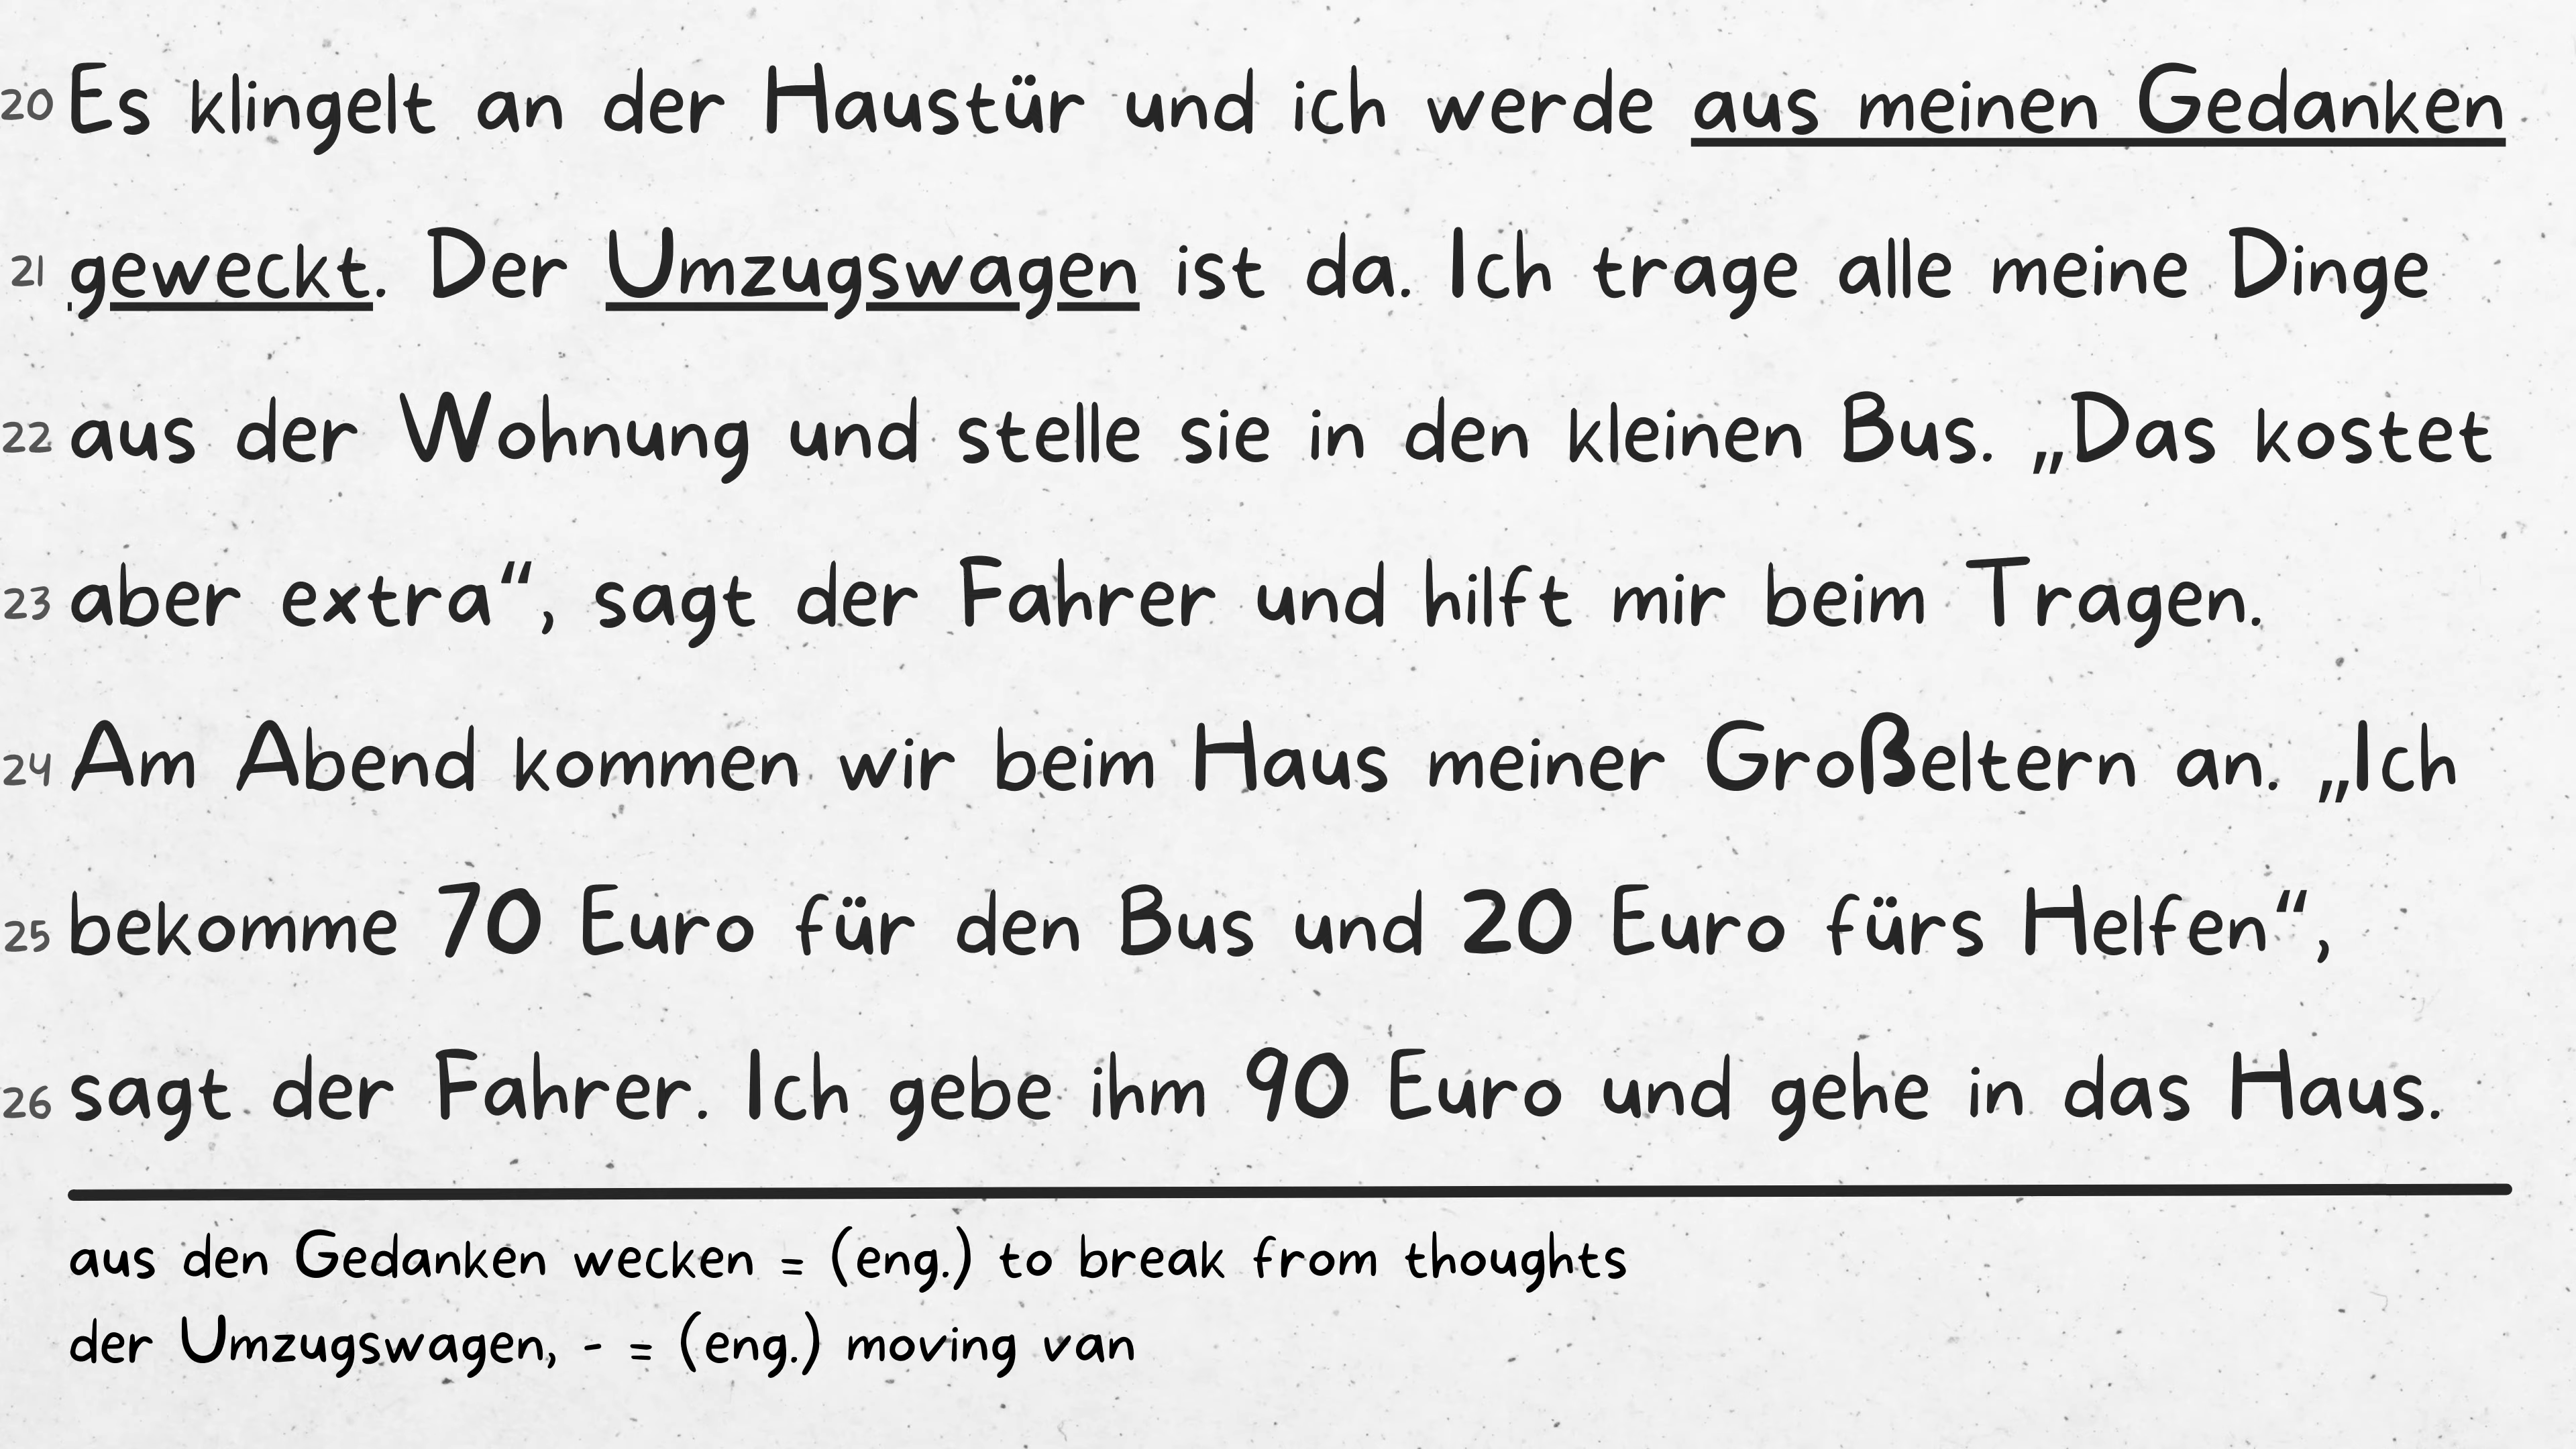 20 Es klingelt an der Haustür und ich werde aus meinen Gedanken
21 geweckt. Der Umzugswagen ist da. Ich trage alle meine Dinge
22 aus der Wohnung und stelle sie in den kleinen Bus. „Das kostet
23 aber extra“, sagt der Fahrer und hilft mir beim Tragen.
24 Am Abend kommen wir beim Haus meiner Großeltern an. „Ich
25 bekomme 70 Euro für den Bus und 20 Euro fürs Helfen“,
26 sagt der Fahrer. Ich gebe ihm 90 Euro und gehe in das Haus.
aus den Gedanken wecken = (eng.) to break from thoughts
der Umzugswagen, - = (eng.) moving van